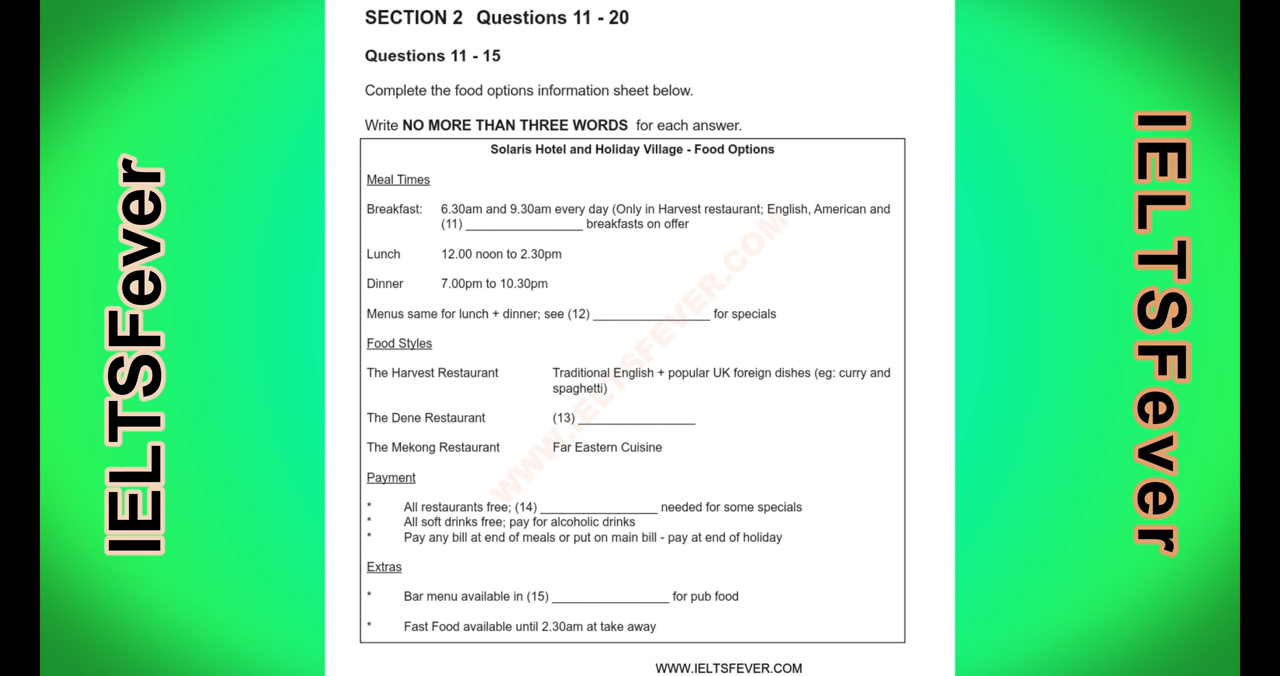 SECTION 2 Questions 11 - 20
Questions 11 - 15
Complete the food options information sheet below.
Write NO MORE THAN THREE WORDS for each answer.
Solaris Hotel and Holiday Village - Food Options
Meal Times
Breakfast: 6.30am and 9.30am every day (Only in Harvest restaurant; English, American and
(11) _________________ breakfasts on offer
Lunch 12.00 noon to 2.30pm
Dinner 7.00pm to 10.30pm
Menus same for lunch + dinner; see (12) _________________ for specials
Food Styles
The Harvest Restaurant Traditional English + popular UK foreign dishes (eg: curry and
spaghetti)
The Dene Restaurant (13) _________________
The Mekong Restaurant Far Eastern Cuisine
Payment
* All restaurants free; (14) _________________ needed for some specials
* All soft drinks free; pay for alcoholic drinks
* Pay any bill at end of meals or put on main bill - pay at end of holiday
Extras
* Bar menu available in (15) _________________ for pub food
* Fast Food available until 2.30am at take away
WWW.IELTSFEVER.COM
WWW.IELTSFEVER.COM
IELTSFever
IELTSFever